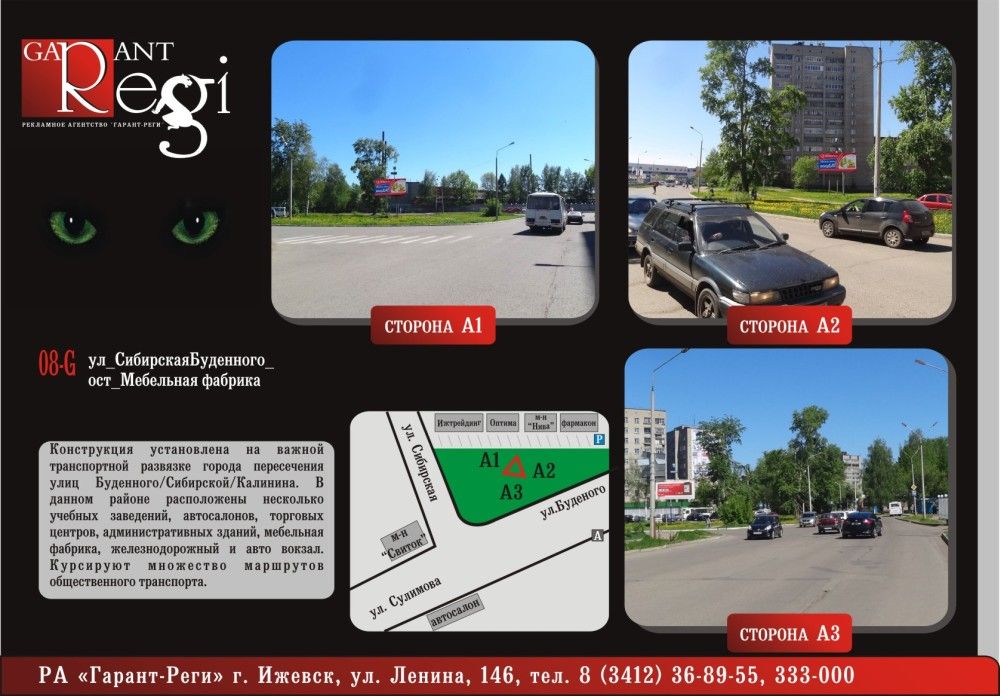 GARANT
Regi
РЕКЛАМНОЕ АГЕНТСТВО "ГАРАНТ-РЕГИ
СТОРОНА А1
СТОРОНА А2
08-G ул_СибирскаяБуденного_
ост_Мебельная фабрика
Конструкция установлена на важной
транспортной развязке города пересечения
улиц Буденного/Сибирской/Калинина. В
данном районе расположены несколько
учебных заведений, автосалонов, торговых
центров, административных зданий, мебельная
фабрика, железнодорожный и авто вокзал.
Курсируют множество маршрутов
общественного транспорта.
Ижтрейдинг
Оптима
м-н
"Нива"
фармакон
P
ул. Сибирская
А1
А2
А3
ул.Буденого
А
м-н
"Свиток"
ул. Сулимова
автосалон
СТОРОНА А3
РА «Гарант-Реги» г. Ижевск, ул. Ленина, 146, тел. 8 (3412) 36-89-55, 333-000